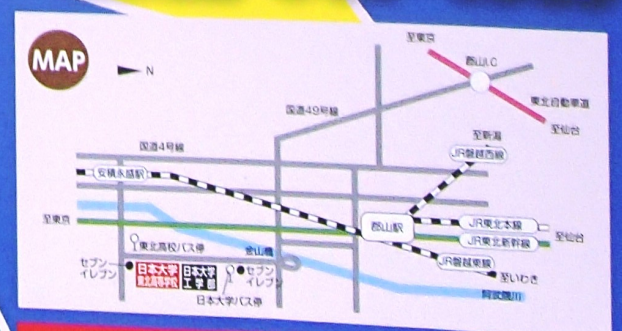 MAP
N
至東京
郡山I.C
東北自動車道
至仙台
国道49号線
至新潟
JR磐越西線
国道4号線
安積永盛駅
至東京
郡山駅
JR東北本線
JR東北新幹線
至仙台
JR磐越東線
至いわき
阿武隈川
東北高校バス停
金山橋
セブン
イレブン
日本大学
東北高等学校
日本大学
工学部
セブン
イレブン
日本大学バス停